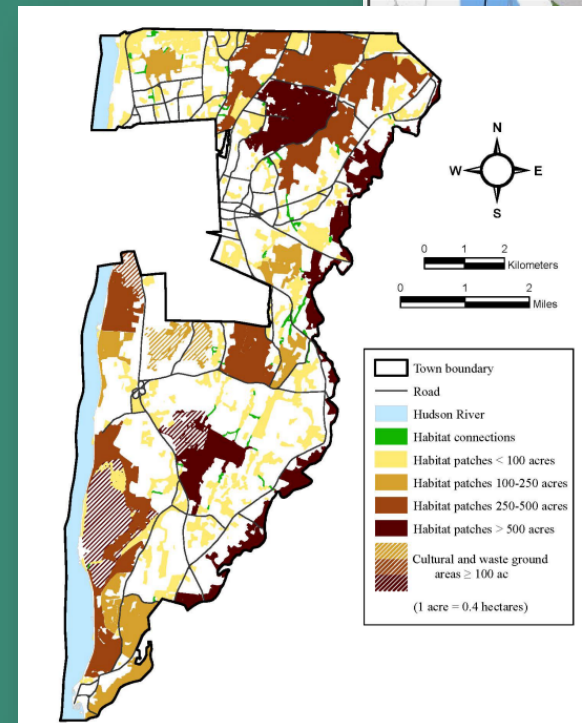 N
W E
S
0 1 2
Kilometers
0 1 2
Miles
Town boundary
Road
Hudson River
Habitat connections
Habitat patches < 100 acres
Habitat patches 100-250 acres
Habitat patches 250-500 acres
Habitat patches > 500 acres
Cultural and waste ground
areas ≥ 100 ac
(1 acre = 0.4 hectares)